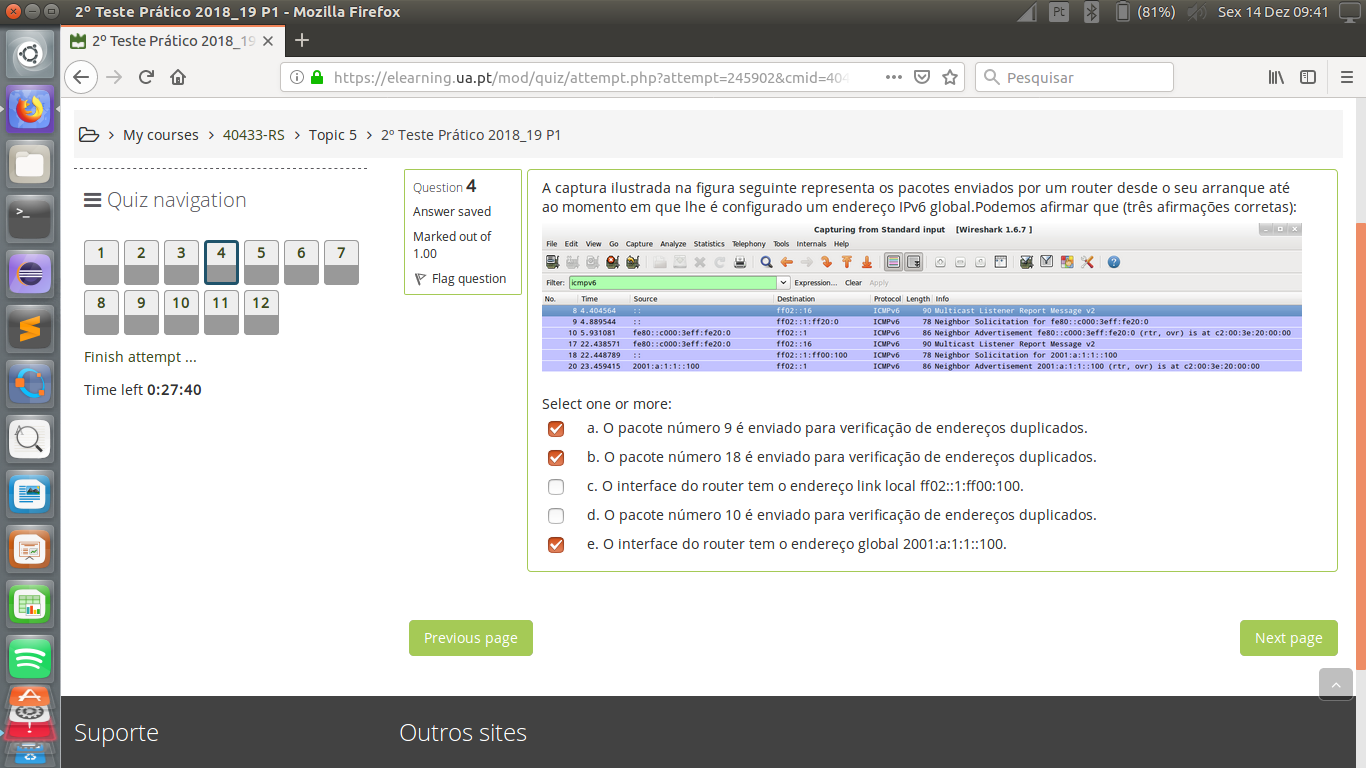 2º Teste Prático 2018_19 P1 - Mozilla Firefox
Pt
(81%)
Sex 14 Dez 09:41
2º Teste Prático 2018_19
https://elearning.ua.pt/mod/quiz/attempt.php?attempt=245902&cmid=404
Pesquisar
My courses
40433-RS
Topic 5
2º Teste Prático 2018_19 P1
Quiz navigation
1 2 3 4 5 6 7
8 9 10 11 12
Finish attempt ...
Time left 0:27:40
Question 4
Answer saved
Marked out of
1.00
Flag question
A captura ilustrada na figura seguinte representa os pacotes enviados por um router desde o seu arranque até
ao momento em que lhe é configurado um endereço IPv6 global.Podemos afirmar que (três afirmações corretas):
Capturing from Standard input [Wireshark 1.6.7 ]
File Edit View Go Capture Analyze Statistics Telephony Tools Internals Help
Filter: icmpv6 Expression... Clear Apply
No. Time Source Destination Protocol Length Info
8 4.404564 :: ff02::16 ICMPv6 90 Multicast Listener Report Message v2
9 4.889544 :: ff02::1:ff20:0 ICMPv6 78 Neighbor Solicitation for fe80::c000:3eff:fe20:0
10 5.931081 fe80::c000:3eff:fe20:0 ff02::1 ICMPv6 86 Neighbor Advertisement fe80::c000:3eff:fe20:0 (rtr, ovr) is at c2:00:3e:20:00:00
17 22.438571 fe80::c000:3eff:fe20:0 ff02::16 ICMPv6 90 Multicast Listener Report Message v2
18 22.448789 :: ff02::1:ff00:100 ICMPv6 78 Neighbor Solicitation for 2001:a:1:1::100
20 23.459415 2001:a:1:1::100 ff02::1 ICMPv6 86 Neighbor Advertisement 2001:a:1:1::100 (rtr, ovr) is at c2:00:3e:20:00:00
Select one or more:
a. O pacote número 9 é enviado para verificação de endereços duplicados.
b. O pacote número 18 é enviado para verificação de endereços duplicados.
c. O interface do router tem o endereço link local ff02::1:ff00:100.
d. O pacote número 10 é enviado para verificação de endereços duplicados.
e. O interface do router tem o endereço global 2001:a:1:1::100.
Previous page
Next page
Suporte
Outros sites